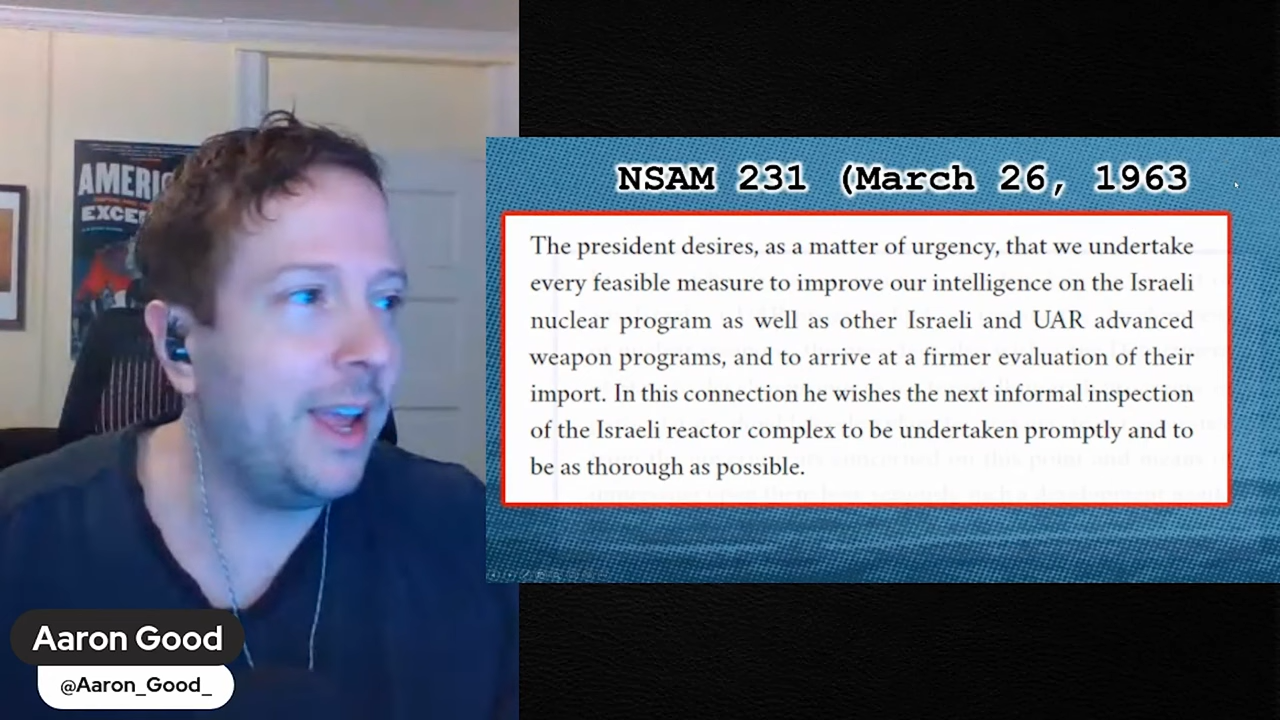 AMERIC
EXCE
NSAM 231 (March 26, 1963
The president desires, as a matter of urgency, that we undertake
every feasible measure to improve our intelligence on the Israeli
nuclear program as well as other Israeli and UAR advanced
weapon programs, and to arrive at a firmer evaluation of their
import. In this connection he wishes the next informal inspection
of the Israeli reactor complex to be undertaken promptly and to
be as thorough as possible.
Aaron Good
@Aaron_Good_